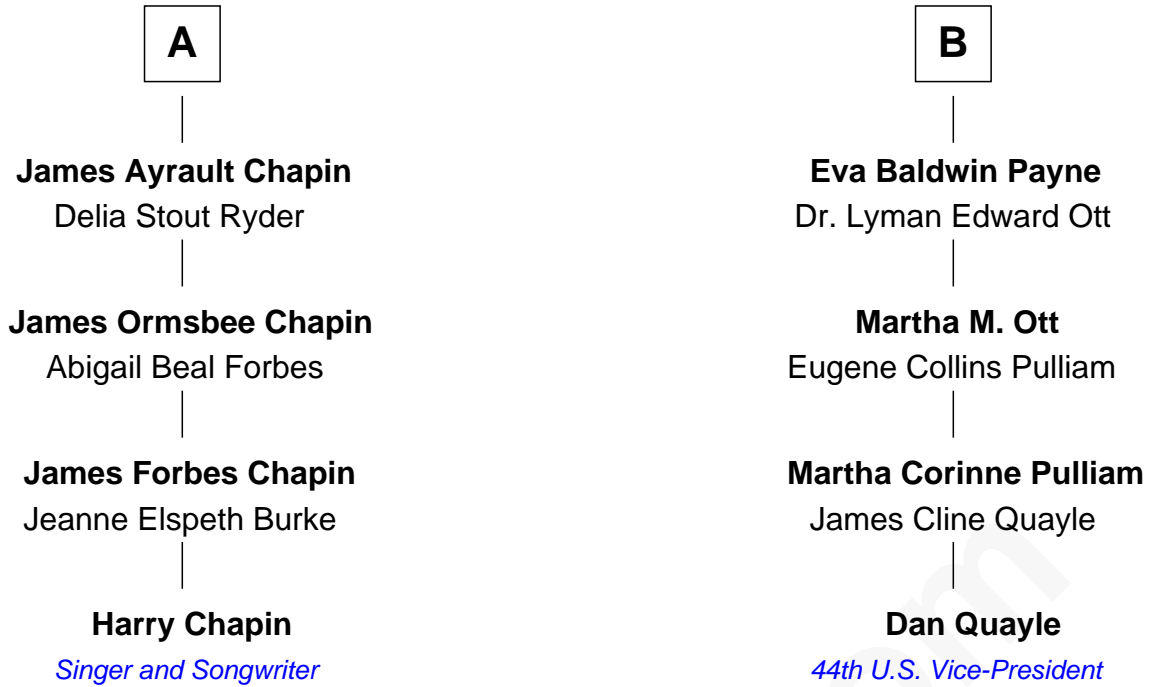 A
James Ayrault Chapin
Delia Stout Ryder
James Ormsbee Chapin
Abigail Beal Forbes
James Forbes Chapin
Jeanne Elspeth Burke
Harry Chapin
Singer and Songwriter
B
Eva Baldwin Payne
Dr. Lyman Edward Ott
Martha M. Ott
Eugene Collins Pulliam
Martha Corinne Pulliam
James Cline Quayle
Dan Quayle
44th U.S. Vice-President